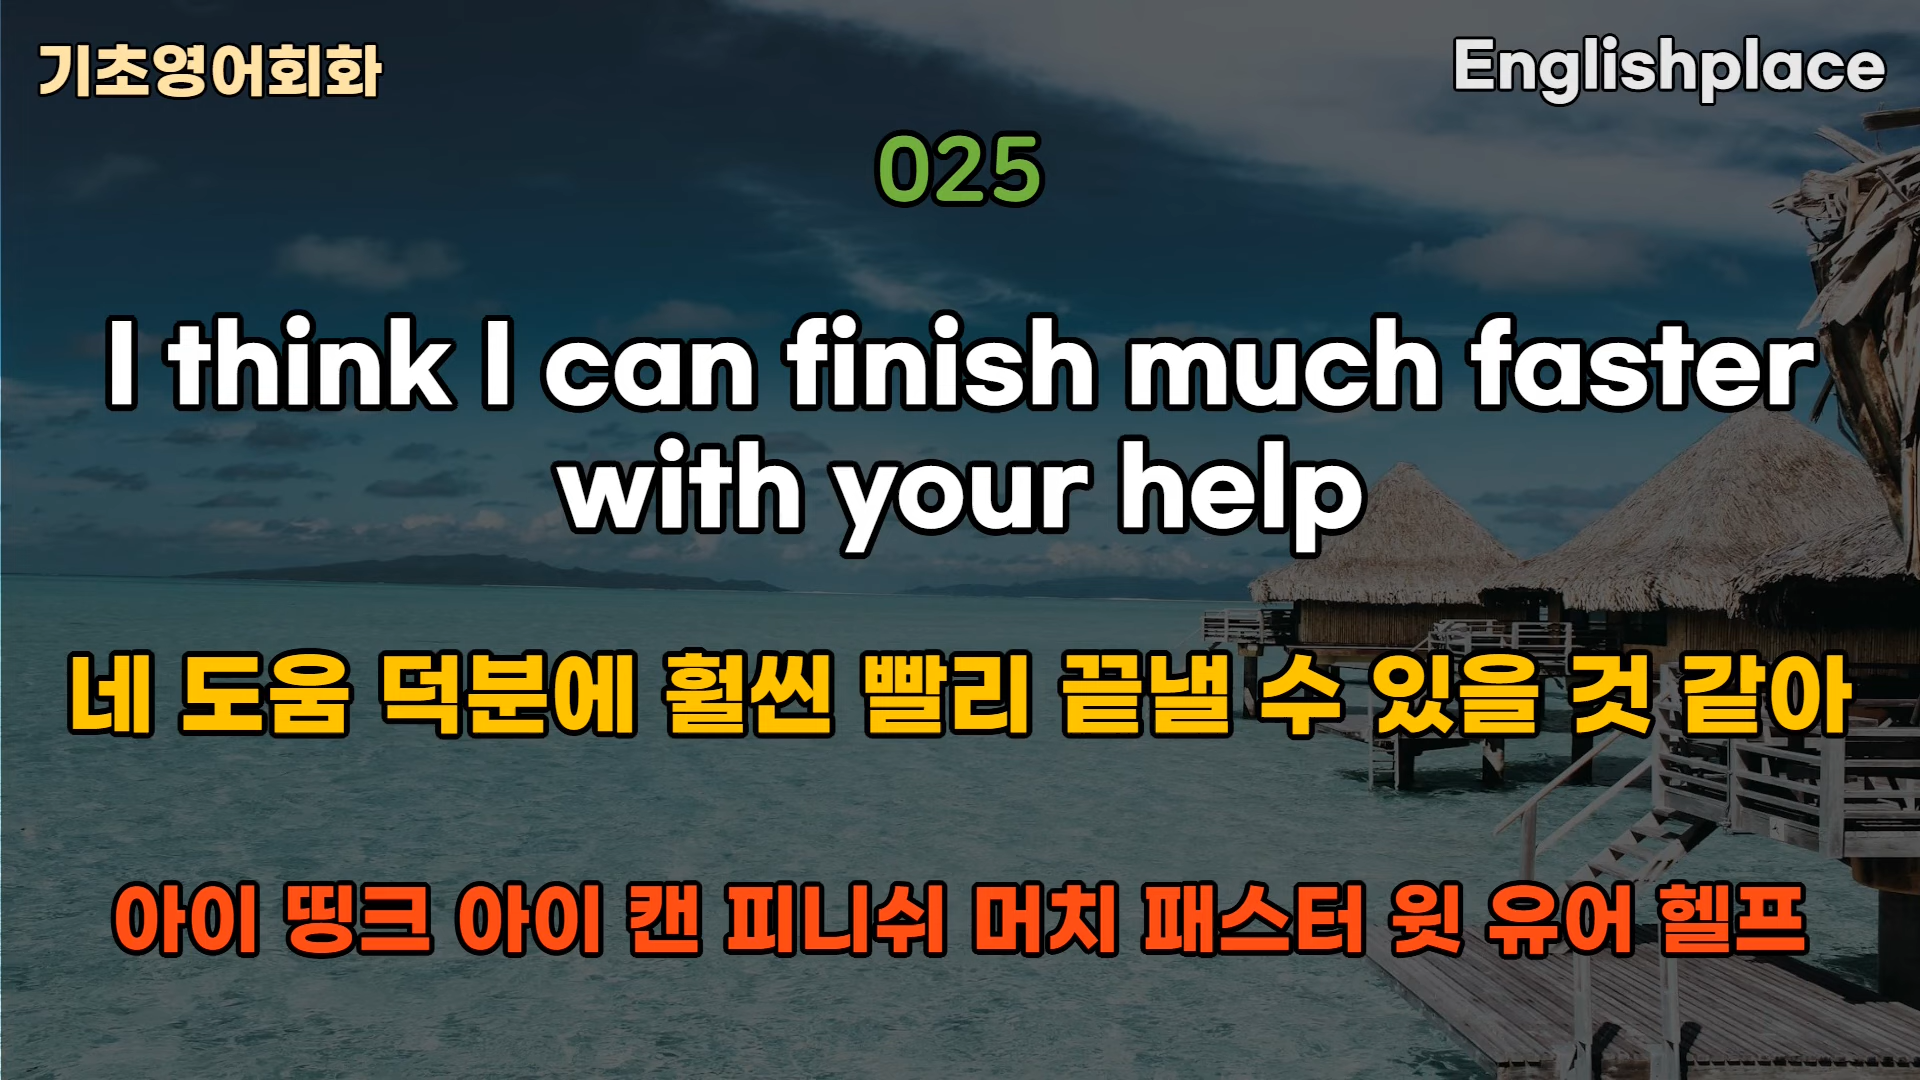 기초영어회화
Englishplace
025
I think I can finish much faster
with your help
네 도움 덕분에 훨씬 빨리 끝낼 수 있을 것 같아
아이 띵크 아이 캔 피니쉬 머치 패스터 윗 유어 헬프